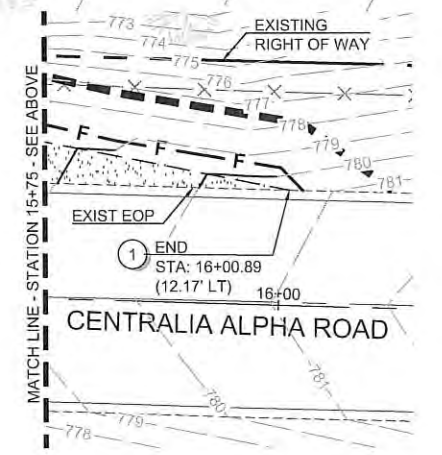 773
EXISTING
RIGHT OF WAY
774
775
776
777
778
779
780
781
F
F
F
MATCH LINE - STATION 15+75 - SEE ABOVE
EXIST EOP
1 END
STA: 16+00.89
(12.17' LT)
16+00
CENTRALIA ALPHA ROAD
781
780
779
778